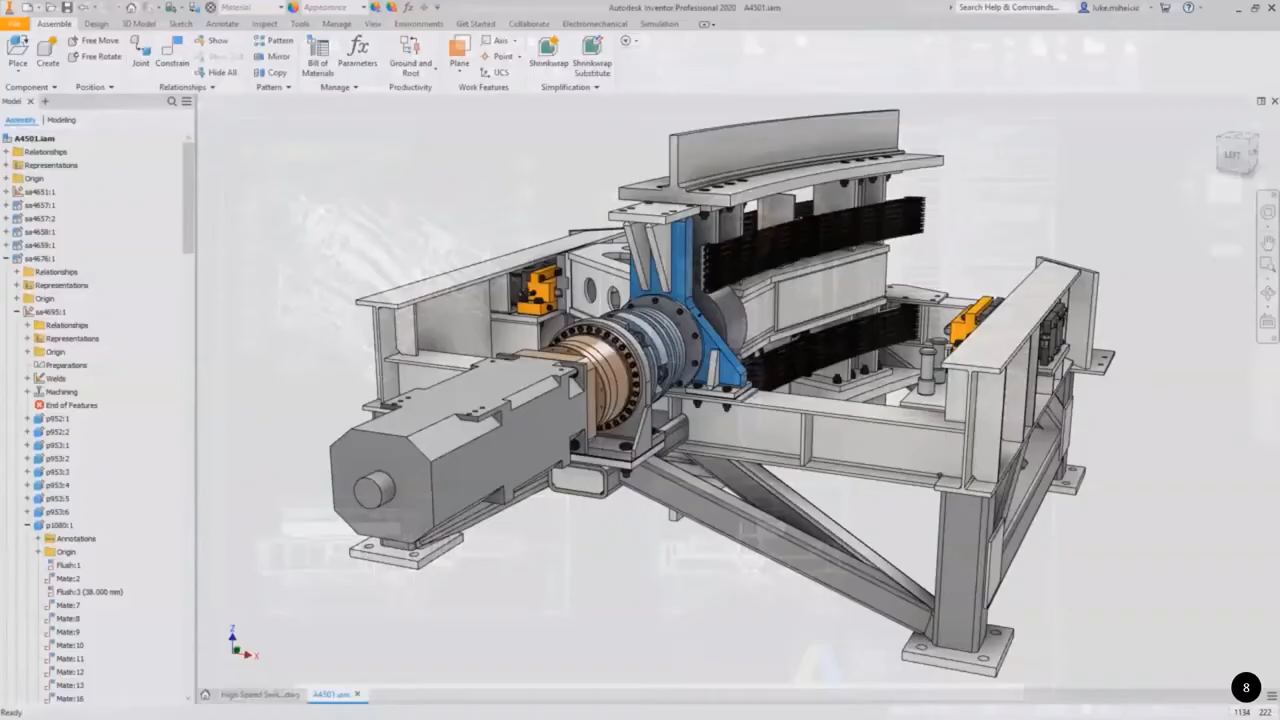 Material
Appearance
Autodesk Inventor Professional 2020 A4501.iam
Search Help & Commands...
Assemble Design 3D Model Sketch Annotate Inspect Tools Manage View Environments Get Started Collaborate Electromechanical Simulation
Place
Create
Free Move
Free Rotate
Joint
Constrain
Show
Hide All
Pattern
Mirror
Copy
Bill of
Materials
Parameters
Ground and
Root
Plane
Axis
Point
UCS
Shrinkwrap
Shrinkwrap
Substitute
Component Position Relationships Pattern Manage Productivity Work Features Simplification
Model
Assembly Modeling
A4501.iam
Relationships
Representations
Origin
sa4651:1
sa4657:1
sa4657:2
sa4658:1
sa4659:1
sa4676:1
Relationships
Representations
Origin
sa4695:1
Relationships
Representations
Origin
Preparations
Welds
Machining
End of Features
p952:1
p952:2
p953:1
p953:2
p953:3
p953:4
p953:5
p953:6
p1080:1
Annotations
Origin
Flush:1
Mate:2
Flush:3 (38.000 mm)
Mate:7
Mate:8
Mate:9
Mate:10
Mate:11
Mate:12
Mate:13
Mate:16
LEFT
Z
X
A4501.iam
8
Ready
1134 222